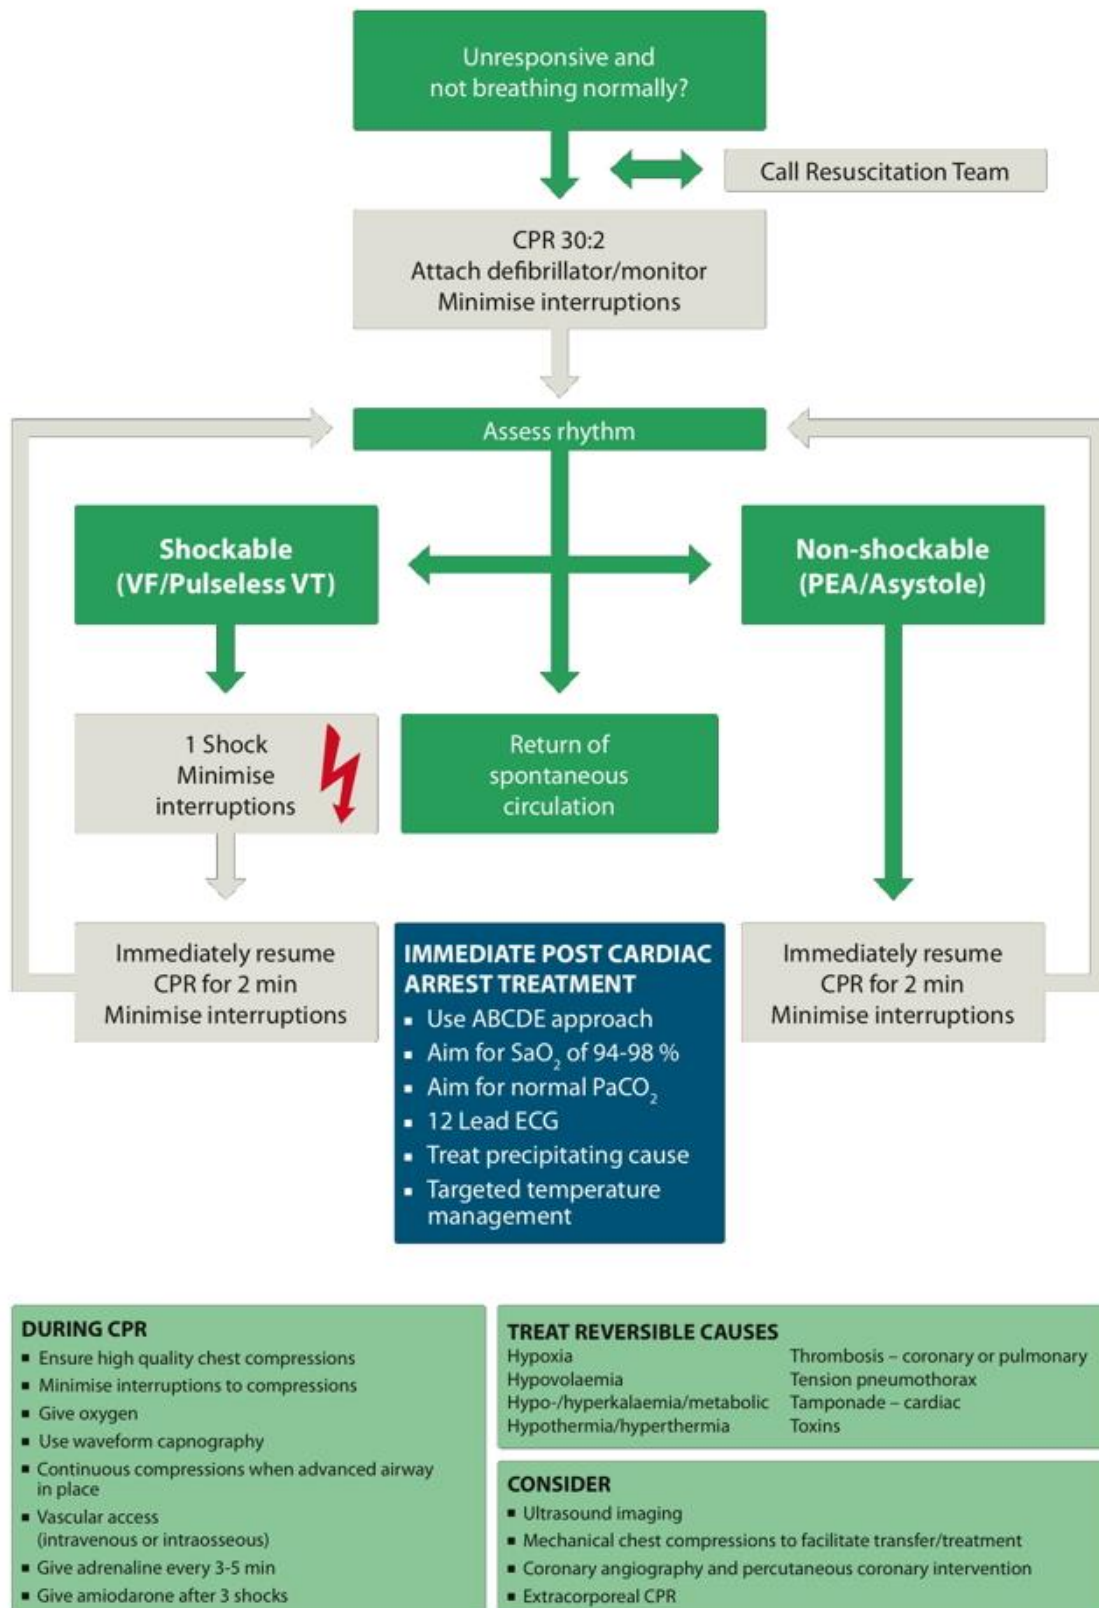 Unresponsive and
not breathing normally?
Call Resuscitation Team
CPR 30:2
Attach defibrillator/monitor
Minimise interruptions
Assess rhythm
Shockable
(VF/Pulseless VT)
Non-shockable
(PEA/Asystole)
1 Shock
Minimise
interruptions
Return of
spontaneous
circulation
Immediately resume
CPR for 2 min
Minimise interruptions
IMMEDIATE POST CARDIAC
ARREST TREATMENT
▪ Use ABCDE approach
▪ Aim for SaO₂ of 94-98 %
▪ Aim for normal PaCO₂
▪ 12 Lead ECG
▪ Treat precipitating cause
▪ Targeted temperature
management
Immediately resume
CPR for 2 min
Minimise interruptions
DURING CPR
▪ Ensure high quality chest compressions
▪ Minimise interruptions to compressions
▪ Give oxygen
▪ Use waveform capnography
▪ Continuous compressions when advanced airway
in place
▪ Vascular access
(intravenous or intraosseous)
▪ Give adrenaline every 3-5 min
▪ Give amiodarone after 3 shocks
TREAT REVERSIBLE CAUSES
Hypoxia
Hypovolaemia
Hypo-/hyperkalaemia/metabolic
Hypothermia/hyperthermia
Thrombosis – coronary or pulmonary
Tension pneumothorax
Tamponade – cardiac
Toxins
CONSIDER
▪ Ultrasound imaging
▪ Mechanical chest compressions to facilitate transfer/treatment
▪ Coronary angiography and percutaneous coronary intervention
▪ Extracorporeal CPR